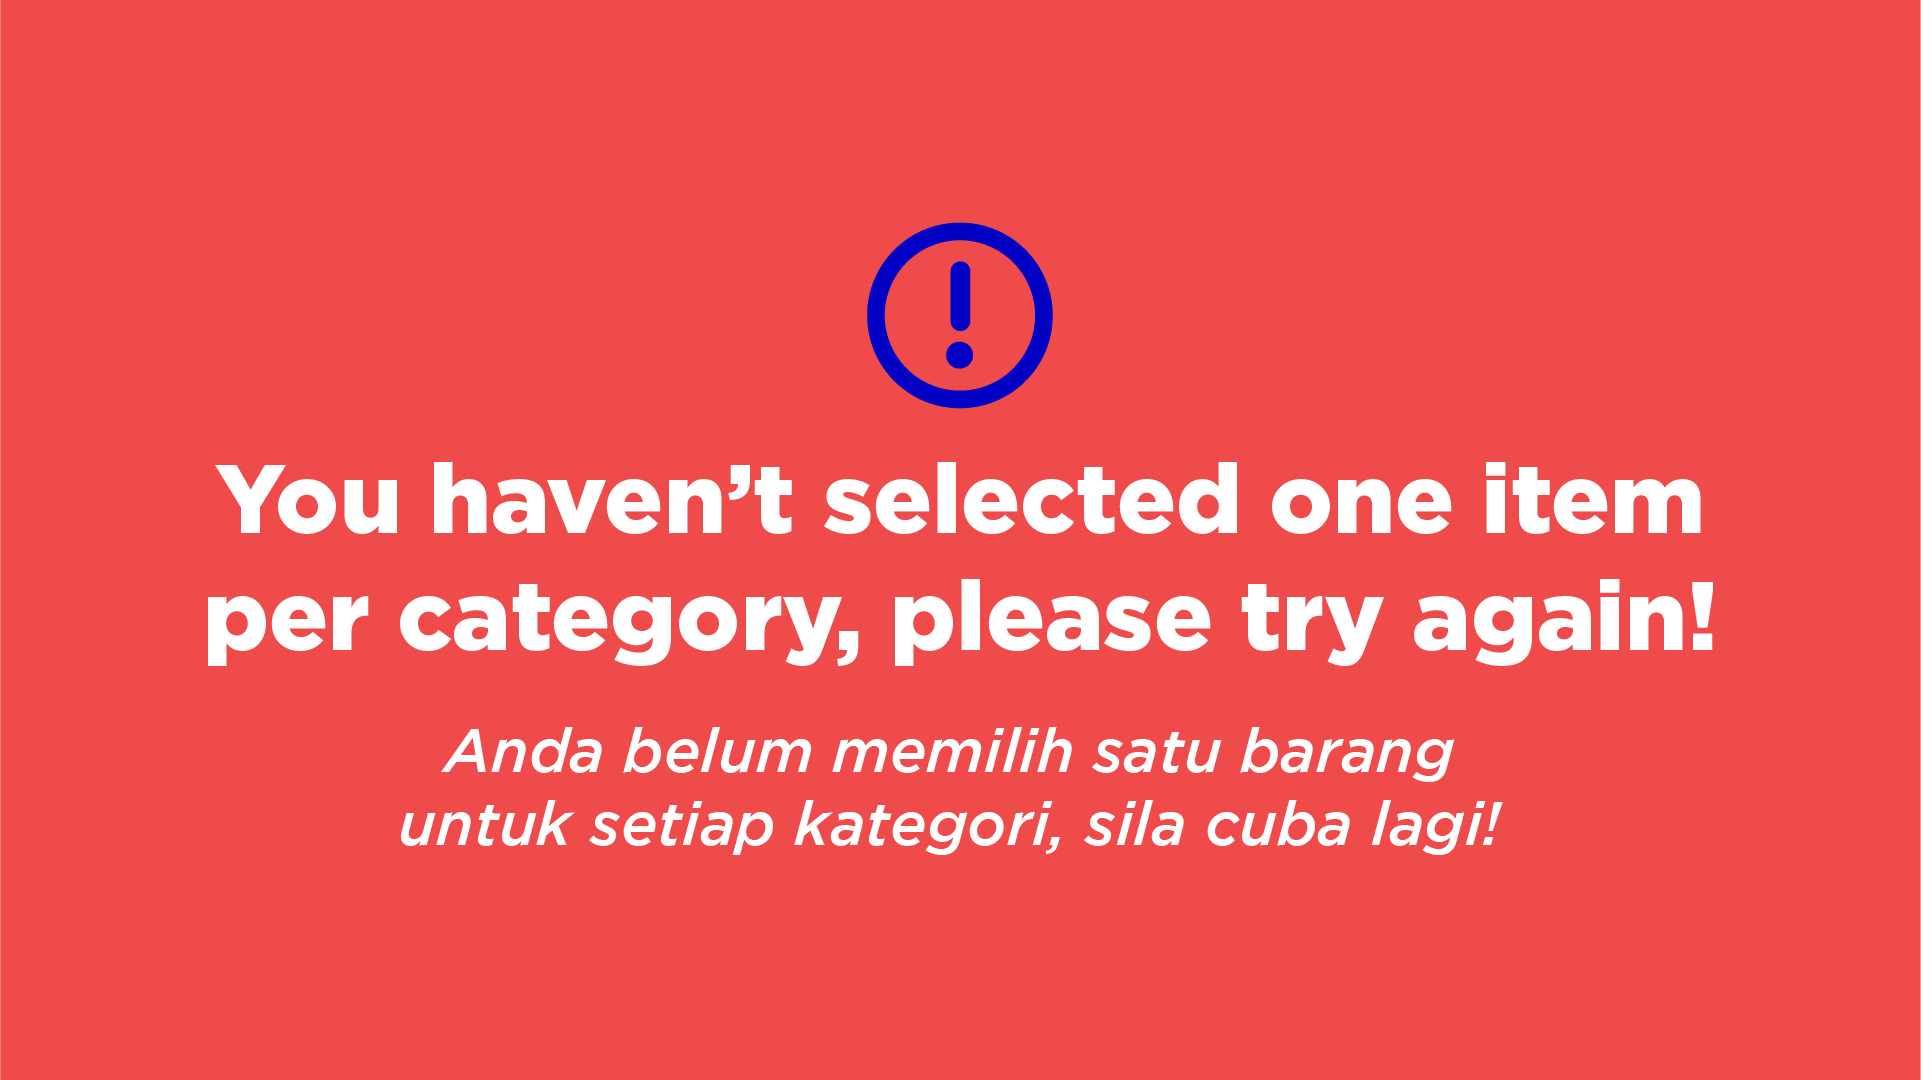 You haven’t selected one item
per category, please try again!
Anda belum memilih satu barang
untuk setiap kategori, sila cuba lagi!